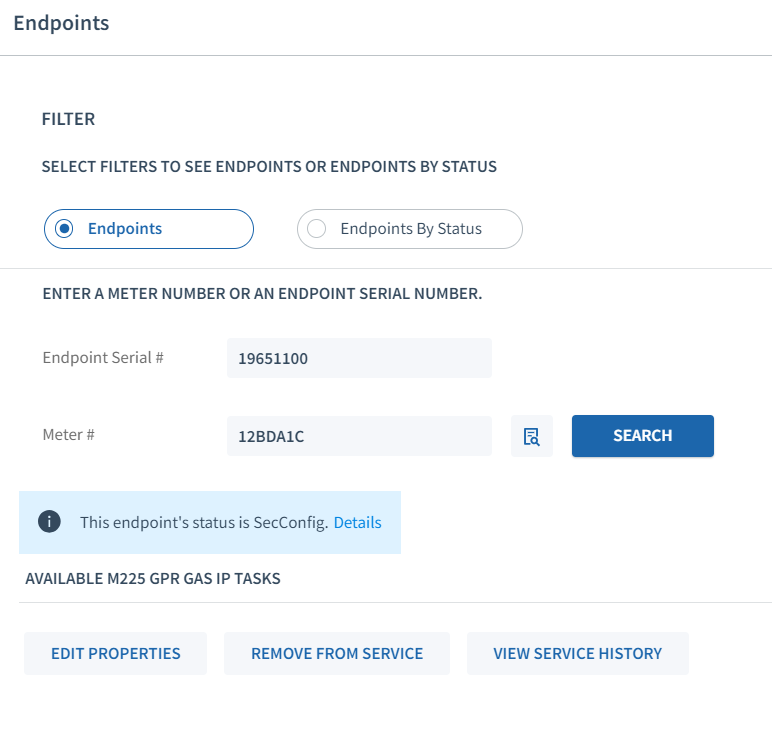 Endpoints
FILTER
SELECT FILTERS TO SEE ENDPOINTS OR ENDPOINTS BY STATUS
Endpoints
Endpoints By Status
ENTER A METER NUMBER OR AN ENDPOINT SERIAL NUMBER.
Endpoint Serial #
19651100
Meter #
12BDA1C
SEARCH
This endpoint's status is SecConfig. Details
AVAILABLE M225 GPR GAS IP TASKS
EDIT PROPERTIES
REMOVE FROM SERVICE
VIEW SERVICE HISTORY